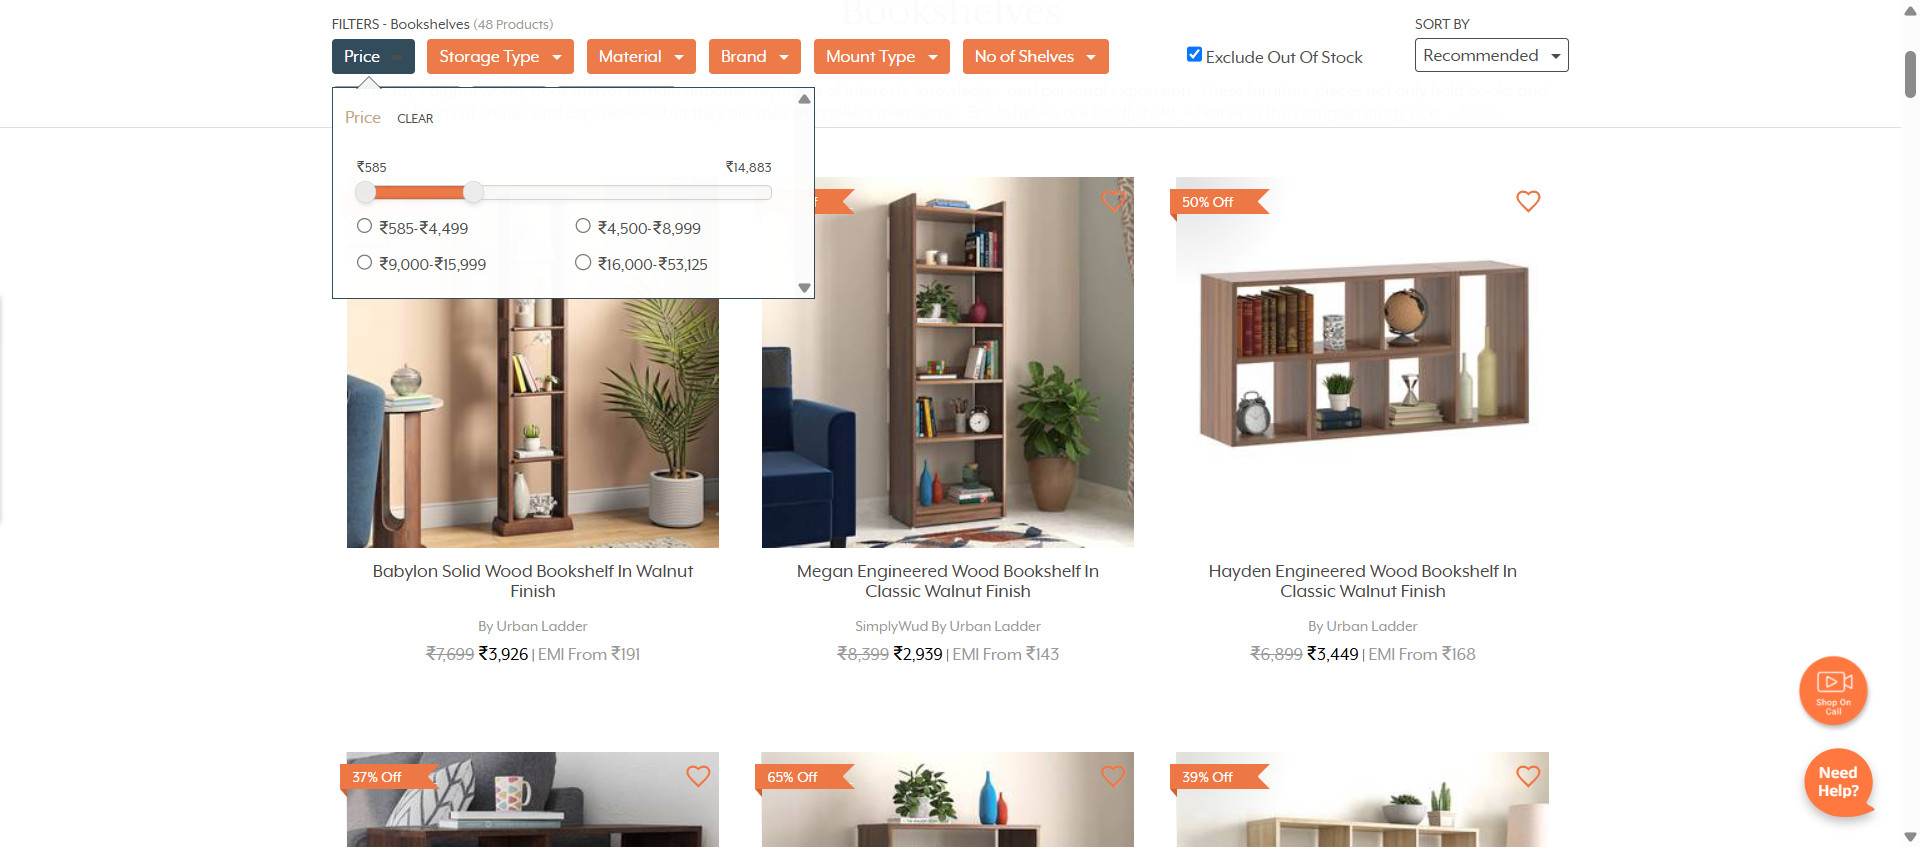 Bookshelves
FILTERS - Bookshelves (48 Products)
Price
Storage Type
Material
Brand
Mount Type
No of Shelves
Exclude Out Of Stock
SORT BY
Recommended
Price CLEAR
₹585
₹14,883
₹585-₹4,499
₹4,500-₹8,999
₹9,000-₹15,999
₹16,000-₹53,125
50% Off
Babylon Solid Wood Bookshelf In Walnut
Finish
By Urban Ladder
₹7,699 ₹3,926 | EMI From ₹191
Megan Engineered Wood Bookshelf In
Classic Walnut Finish
SimplyWud By Urban Ladder
₹8,399 ₹2,939 | EMI From ₹143
Hayden Engineered Wood Bookshelf In
Classic Walnut Finish
By Urban Ladder
₹6,899 ₹3,449 | EMI From ₹168
Shop On
Call
Need
Help?
37% Off
65% Off
39% Off